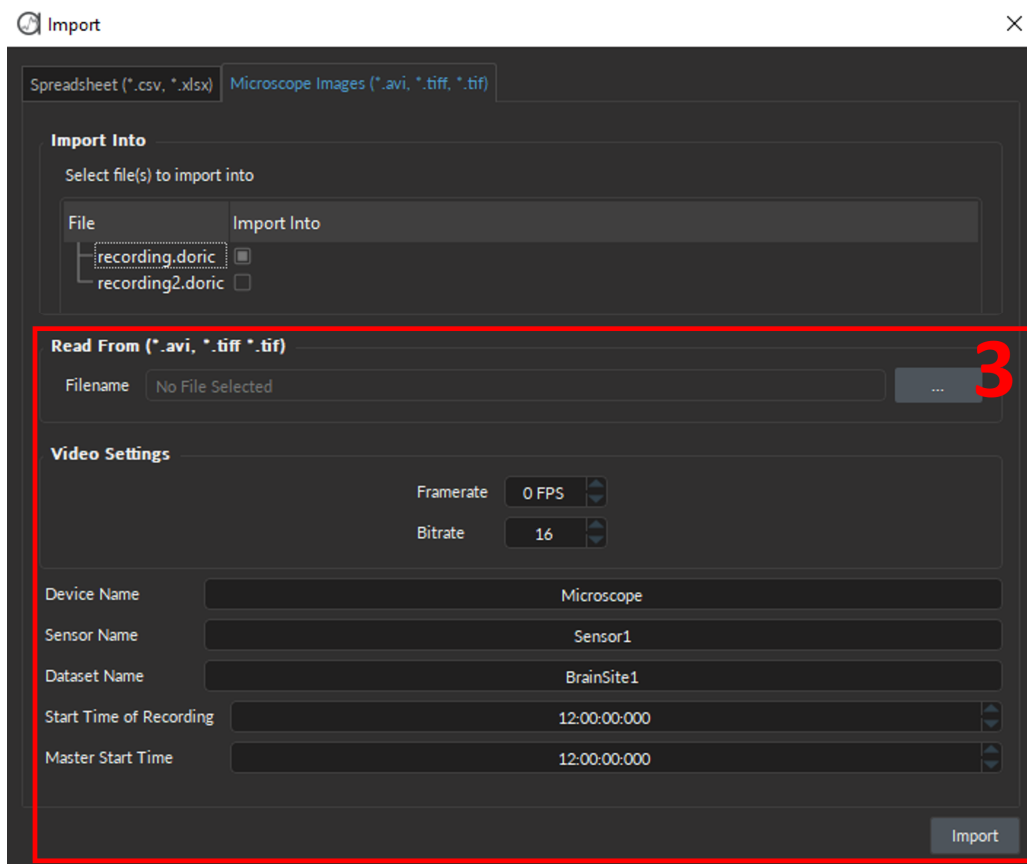 Import
Spreadsheet (*.csv, *.xlsx) Microscope Images (*.avi, *.tiff, *.tif)
Import Into
Select file(s) to import into
File Import Into
recording.doric
recording2.doric
Read From (*.avi, *.tiff *.tif)
3
Filename No File Selected ...
Video Settings
Framerate 0 FPS
Bitrate 16
Device Name Microscope
Sensor Name Sensor1
Dataset Name BrainSite1
Start Time of Recording 12:00:00:000
Master Start Time 12:00:00:000
Import